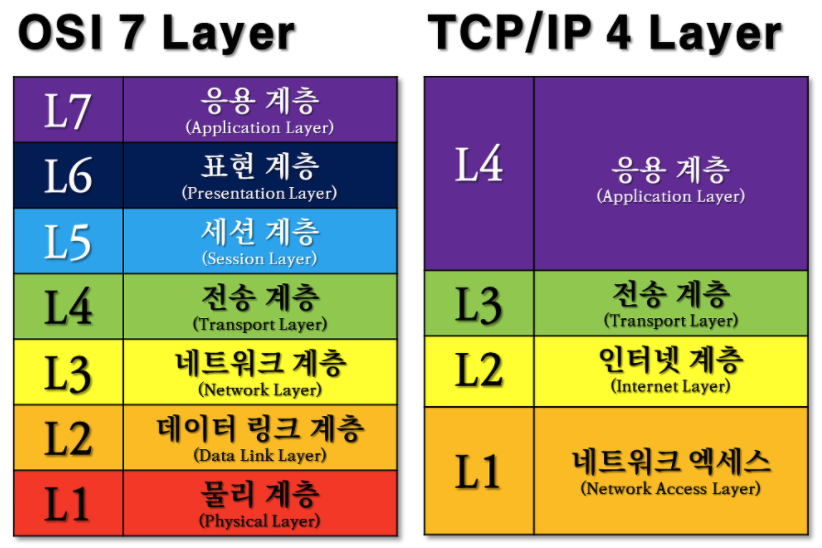 OSI 7 Layer
L7
응용 계층
(Application Layer)
L6
표현 계층
(Presentation Layer)
L5
세션 계층
(Session Layer)
L4
전송 계층
(Transport Layer)
L3
네트워크 계층
(Network Layer)
L2
데이터 링크 계층
(Data Link Layer)
L1
물리 계층
(Physical Layer)
TCP/IP 4 Layer
L4
응용 계층
(Application Layer)
L3
전송 계층
(Transport Layer)
L2
인터넷 계층
(Internet Layer)
L1
네트워크 엑세스
(Network Access Layer)